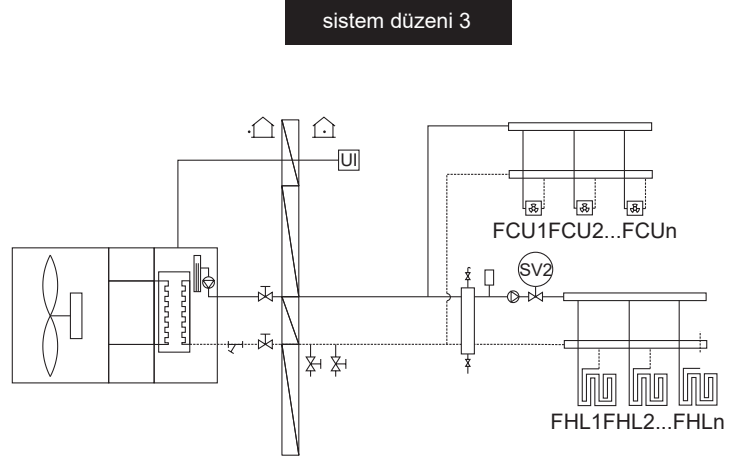 sistem düzeni 3
UI
FCU1FCU2...FCUn
SV2
FHL1FHL2...FHLn